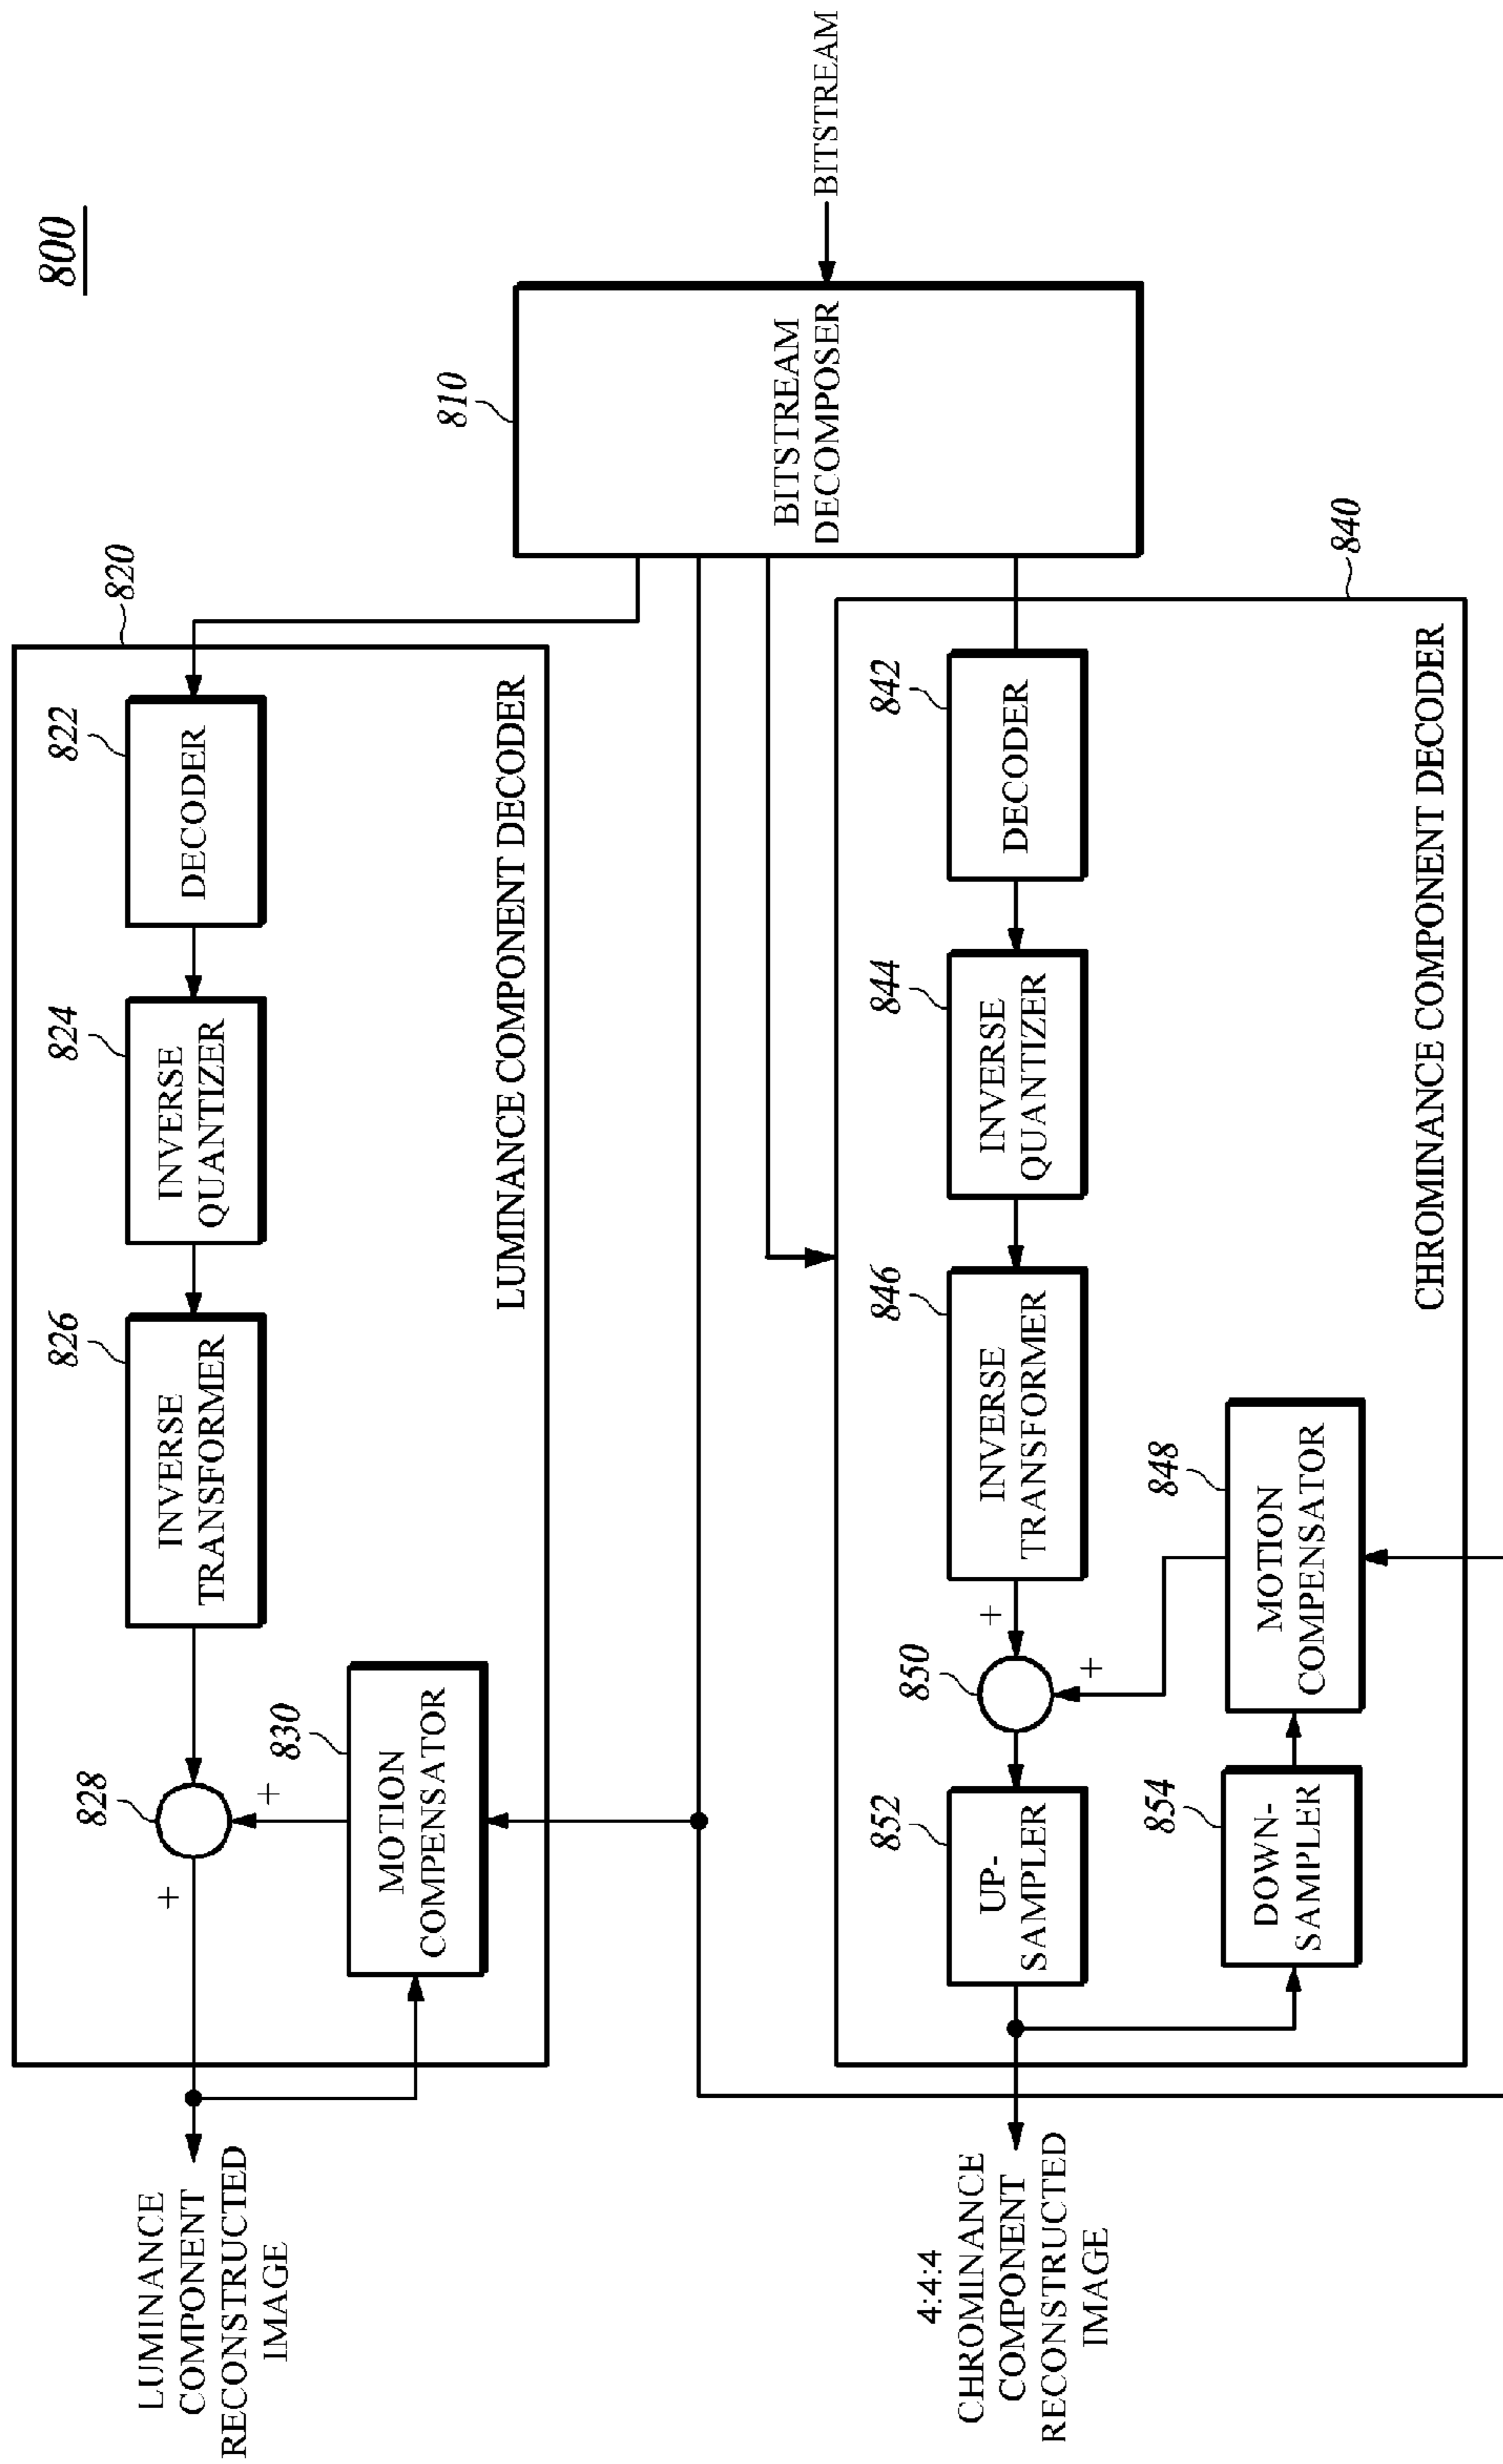 800
BITSTREAM
810
BITSTREAM
DECOMPOSER
820
822
DECODER
824
INVERSE
QUANTIZER
826
INVERSE
TRANSFORMER
828
+
+
830
MOTION
COMPENSATOR
LUMINANCE COMPONENT DECODER
LUMINANCE
COMPONENT
RECONSTRUCTED
IMAGE
840
842
DECODER
844
INVERSE
QUANTIZER
846
INVERSE
TRANSFORMER
+
850
+
848
MOTION
COMPENSATOR
852
UP-
SAMPLER
854
DOWN-
SAMPLER
CHROMINANCE COMPONENT DECODER
4:4:4
CHROMINANCE
COMPONENT
RECONSTRUCTED
IMAGE